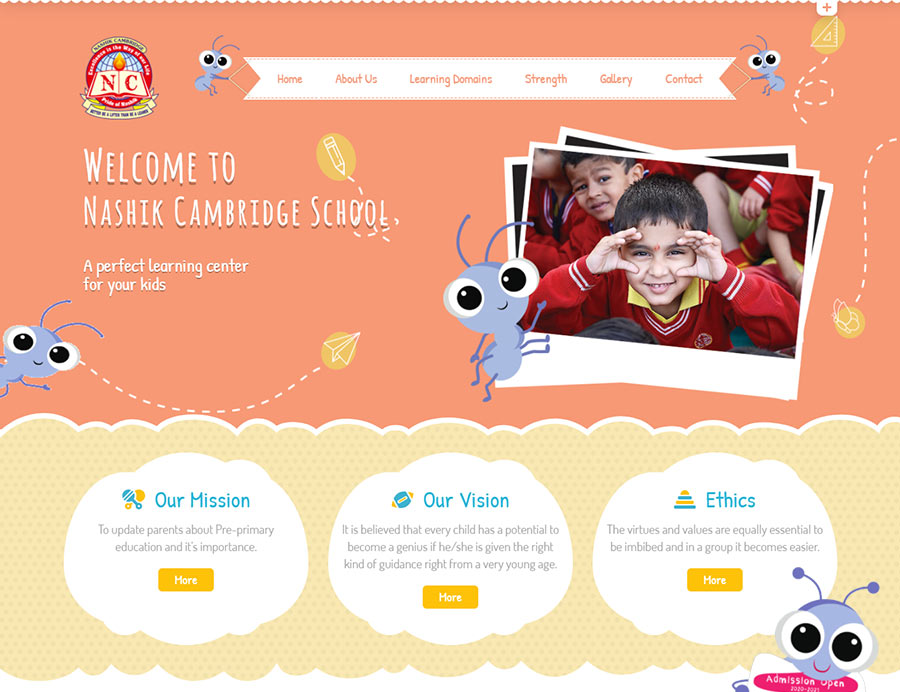 NASHIK CAMBRIDGE
Excellence is the Way of our Life
N C
Pride of Nashik
BETTER BE A LIFTER THAN BE A LEANER
+
Home About Us Learning Domains Strength Gallery Contact
Welcome to
Nashik Cambridge School
A perfect learning center
for your kids
Our Mission
To update parents about Pre-primary
education and it's importance.
More
Our Vision
It is believed that every child has a potential to
become a genius if he/she is given the right
kind of guidance right from a very young age.
More
Ethics
The virtues and values are equally essential to
be imbibed and in a group it becomes easier.
More
Admission Open
2020-2021